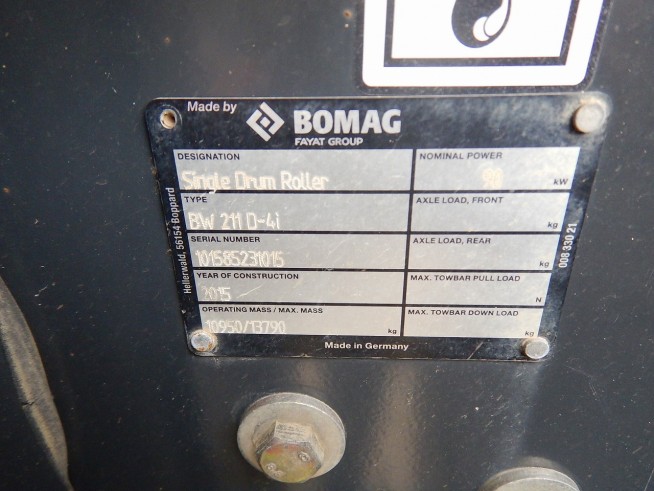 Made by BOMAG
FAYAT GROUP
DESIGNATION
Single Drum Roller
NOMINAL POWER
kW
TYPE
BW 211 D-4i
AXLE LOAD, FRONT
kg
SERIAL NUMBER
101585231015
AXLE LOAD, REAR
kg
YEAR OF CONSTRUCTION
2015
MAX. TOWBAR PULL LOAD
N
OPERATING MASS / MAX. MASS
10950/13790 kg
MAX. TOWBAR DOWN LOAD
kg
Made in Germany
Hellerwald, 56154 Boppard
008 330 21